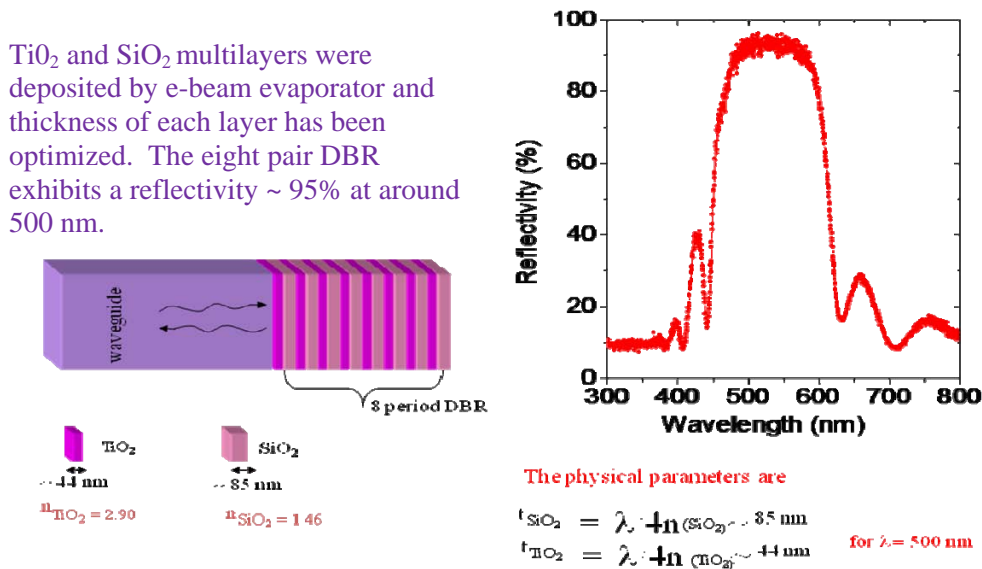 Ti0₂ and SiO₂ multilayers were
deposited by e-beam evaporator and
thickness of each layer has been
optimized. The eight pair DBR
exhibits a reflectivity ~ 95% at around
500 nm.
waveguide
8 period DBR
TiO₂
SiO₂
~ 44 nm
~ 85 nm
nTiO₂ = 2.90
nSiO₂ = 1 46
Reflectivity (%)
100
80
60
40
20
0
300 400 500 600 700 800
Wavelength (nm)
The physical parameters are
tSiO₂ = λ/4n (SiO₂) ~ 85 nm
tTiO₂ = λ/4n (TiO₂) ~ 44 nm
for λ= 500 nm